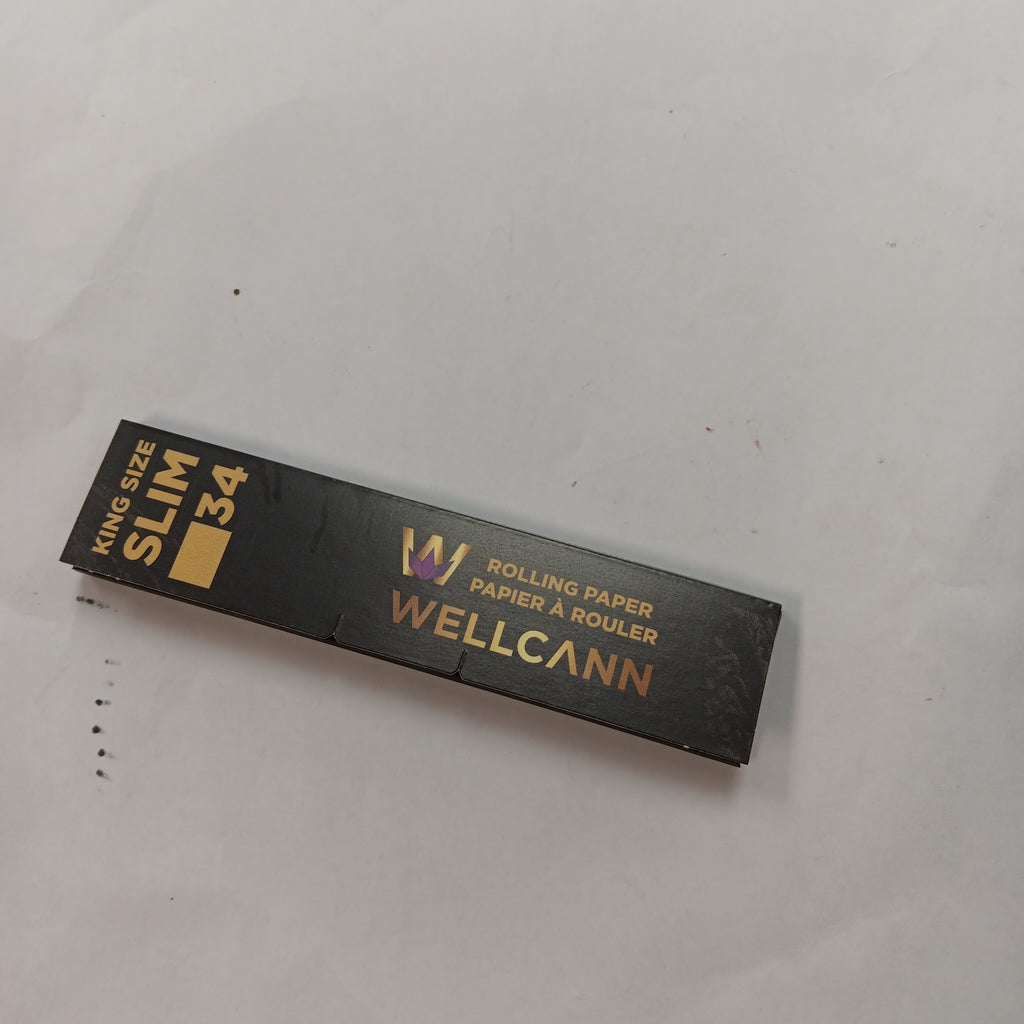 KING SIZE
SLIM
34
ROLLING PAPER
PAPIER À ROULER
WELLCANN